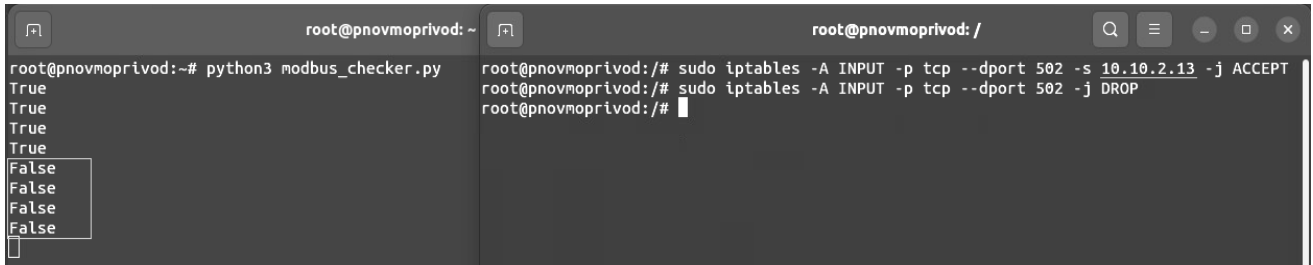 root@pnovmoprivod: ~
root@pnovmoprivod:~# python3 modbus_checker.py
True
True
True
True
False
False
False
False
root@pnovmoprivod: /
root@pnovmoprivod:/# sudo iptables -A INPUT -p tcp --dport 502 -s 10.10.2.13 -j ACCEPT
root@pnovmoprivod:/# sudo iptables -A INPUT -p tcp --dport 502 -j DROP
root@pnovmoprivod:/#